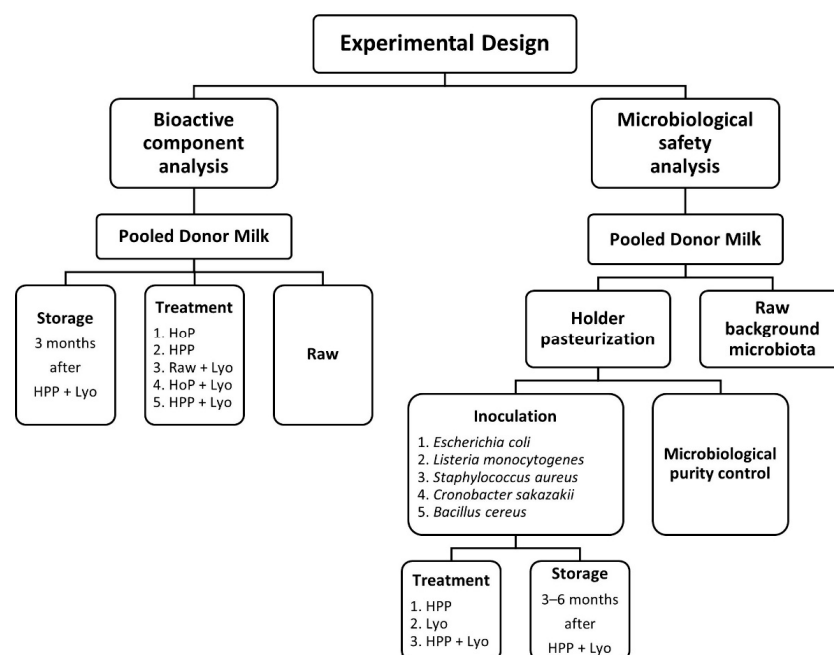 Experimental Design
Bioactive
component
analysis
Microbiological
safety
analysis
Pooled Donor Milk
Pooled Donor Milk
Storage
3 months
after
HPP + Lyo
Treatment
1. HoP
2. HPP
3. Raw + Lyo
4. HoP + Lyo
5. HPP + Lyo
Raw
Holder
pasteurization
Raw
background
microbiota
Inoculation
1. Escherichia coli
2. Listeria monocytogenes
3. Staphylococcus aureus
4. Cronobacter sakazakii
5. Bacillus cereus
Microbiological
purity control
Treatment
1. HPP
2. Lyo
3. HPP + Lyo
Storage
3–6 months
after
HPP + Lyo